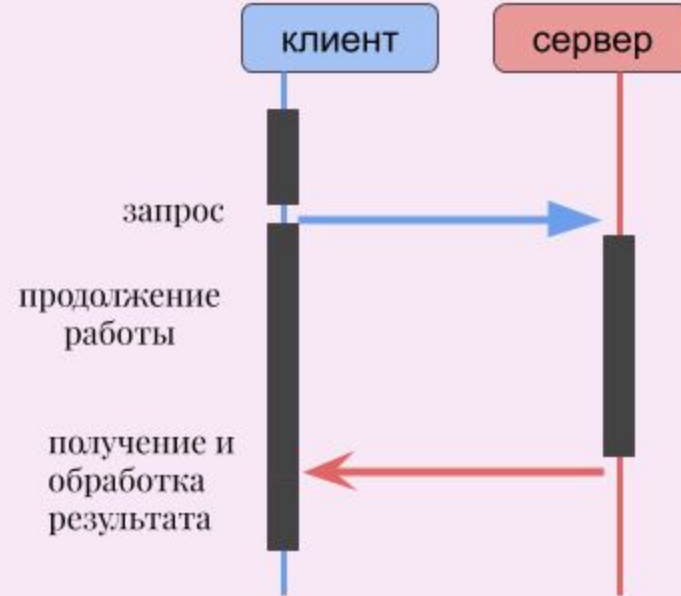 клиент
сервер
запрос
продолжение
работы
получение и
обработка
результата